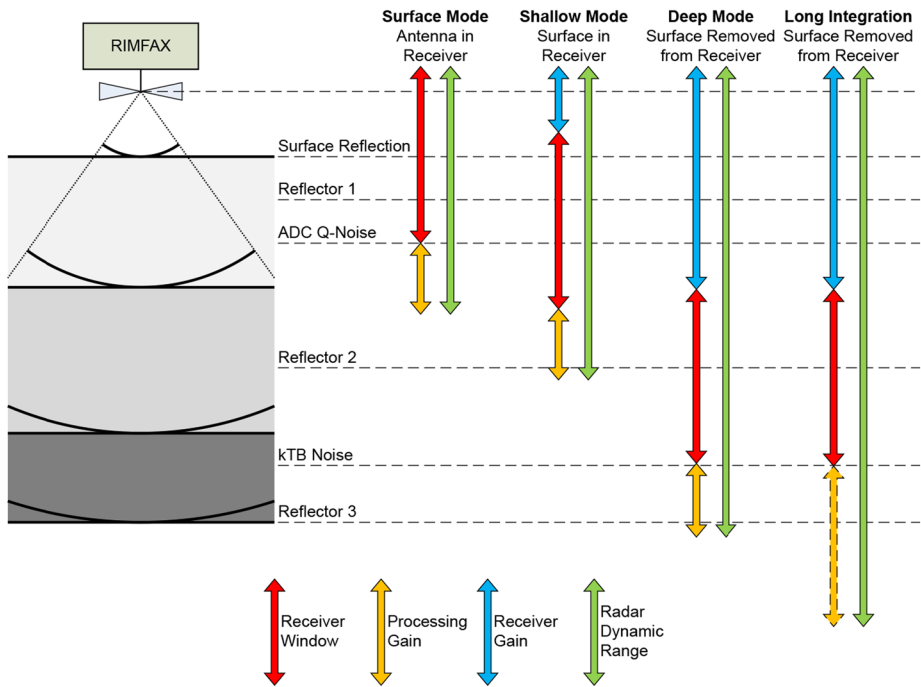 RIMFAX
Surface Mode
Antenna in
Receiver
Shallow Mode
Surface in
Receiver
Deep Mode
Surface Removed
from Receiver
Long Integration
Surface Removed
from Receiver
Surface Reflection
Reflector 1
ADC Q-Noise
Reflector 2
kTB Noise
Reflector 3
Receiver
Window
Processing
Gain
Receiver
Gain
Radar
Dynamic
Range